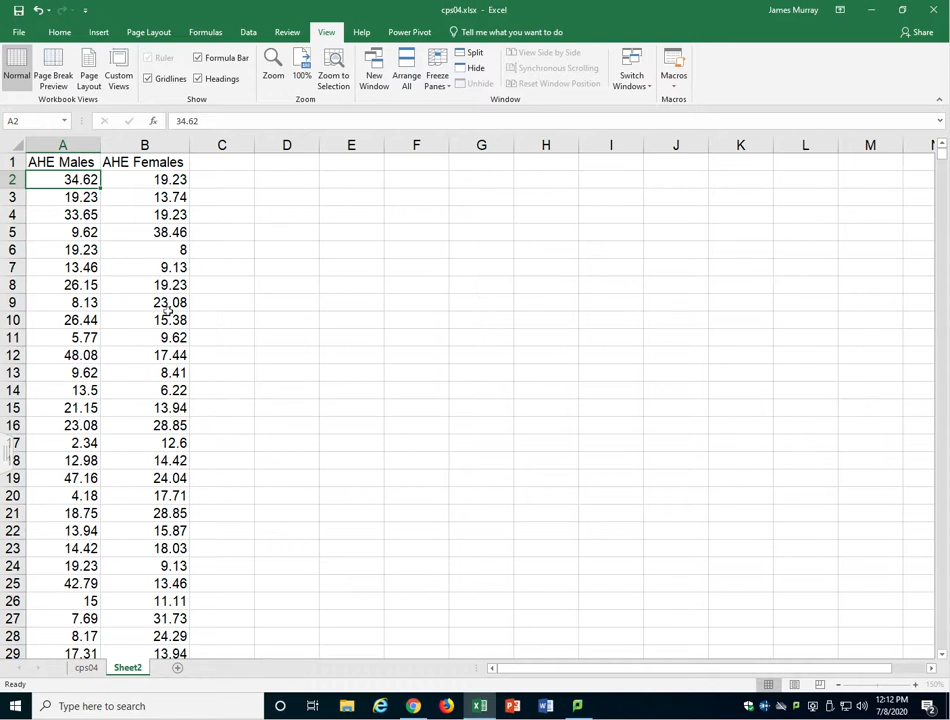 cps04.xlsx - Excel
James Murray
File Home Insert Page Layout Formulas Data Review View Help Power Pivot Tell me what you want to do Share
Normal
Page Break Preview
Page Layout
Custom Views
Ruler Formula Bar
Gridlines Headings
Zoom
100%
Zoom to Selection
New Window
Arrange All
Freeze Panes
Split
Hide
Unhide
View Side by Side
Synchronous Scrolling
Reset Window Position
Switch Windows
Macros
Workbook Views Show Zoom Window Macros
A2 fx 34.62
A B C D E F G H I J K L M N
1 AHE Males AHE Females
2 34.62 19.23
3 19.23 13.74
4 33.65 19.23
5 9.62 38.46
6 19.23 8
7 13.46 9.13
8 26.15 19.23
9 8.13 23.08
10 26.44 15.38
11 5.77 9.62
12 48.08 17.44
13 9.62 8.41
14 13.5 6.22
15 21.15 13.94
16 23.08 28.85
17 2.34 12.6
18 12.98 14.42
19 47.16 24.04
20 4.18 17.71
21 18.75 28.85
22 13.94 15.87
23 14.42 18.03
24 19.23 9.13
25 42.79 13.46
26 15 11.11
27 7.69 31.73
28 8.17 24.29
29 17.31 13.94
cps04 Sheet2
Ready 150%
Type here to search
12:12 PM
7/8/2020
2